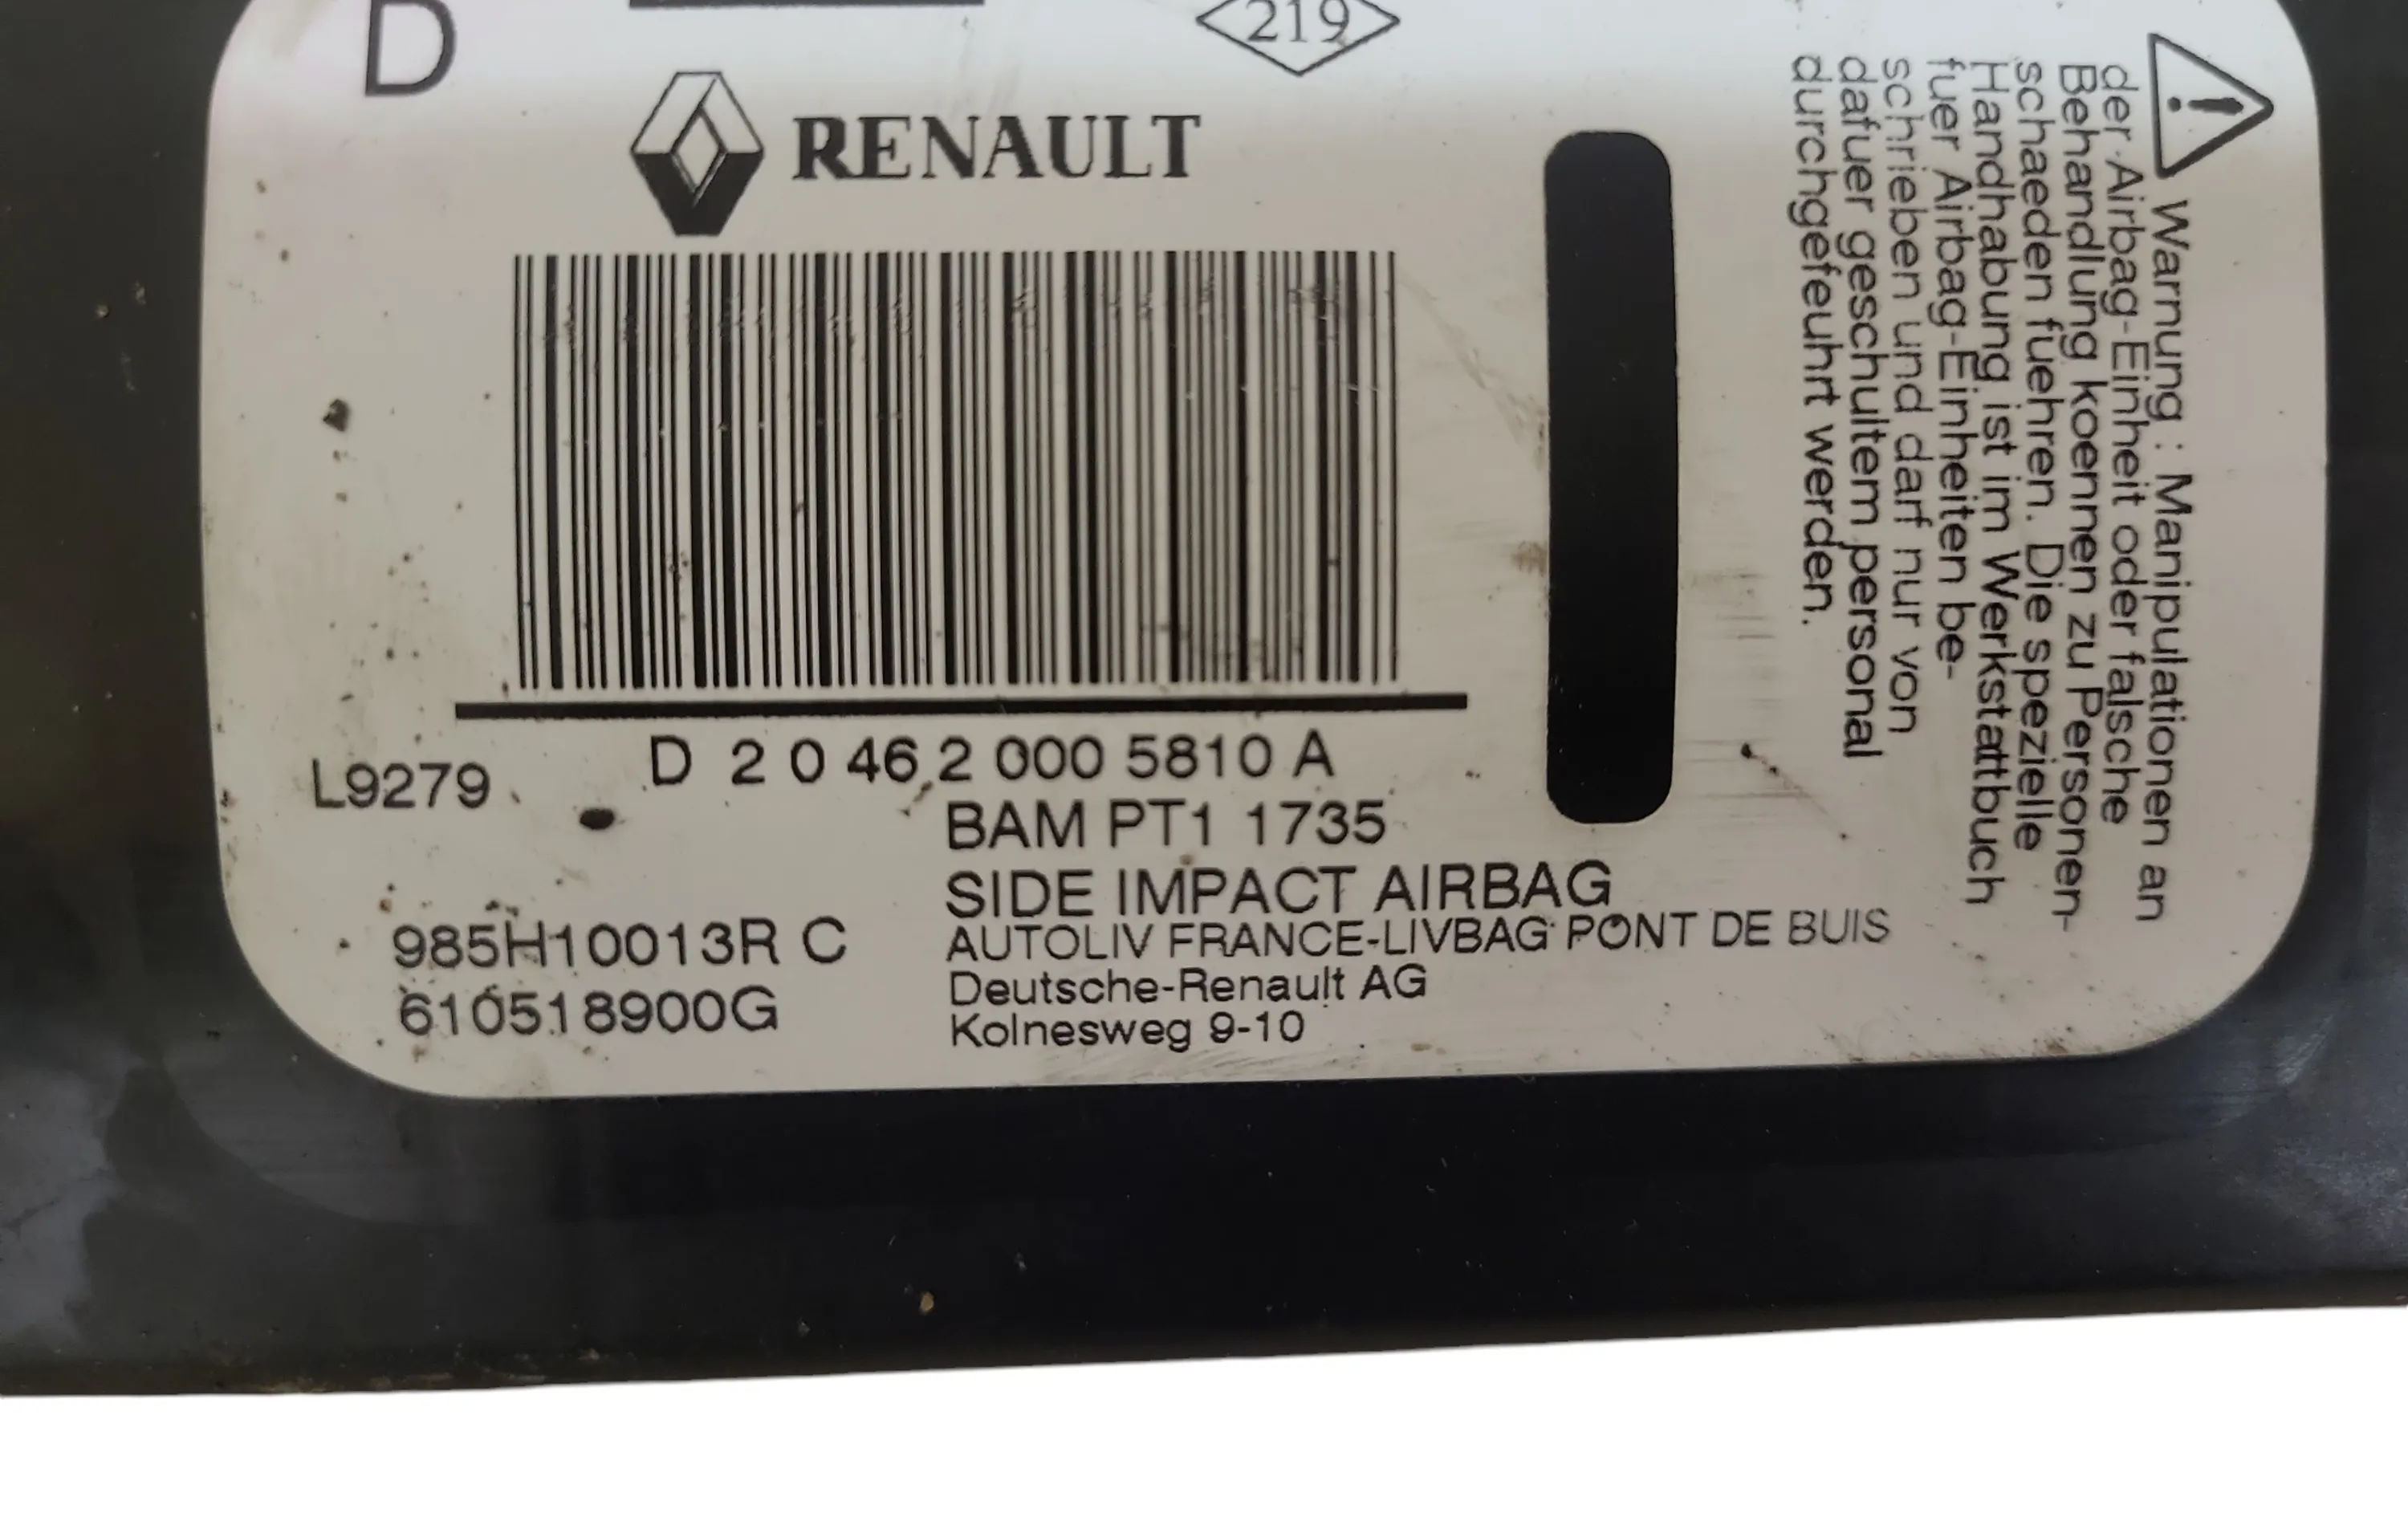 D
219
RENAULT
D 2 0 46 2 000 5810 A
L9279
BAM PT1 1735
SIDE IMPACT AIRBAG
985H10013R C
AUTOLIV FRANCE-LIVBAG PONT DE BUIS
610518900G
Deutsche-Renault AG
Kolnesweg 9-10
Warnung : Manipulationen an
der Airbag-Einheit oder falsche
Behandlung koennen zu Personen-
schaeden fuehren. Die spezielle
Handhabung ist im Werkstattbuch
fuer Airbag-Einheiten be-
schrieben und darf nur von
dafuer geschultem personal
durchgefeuhrt werden.